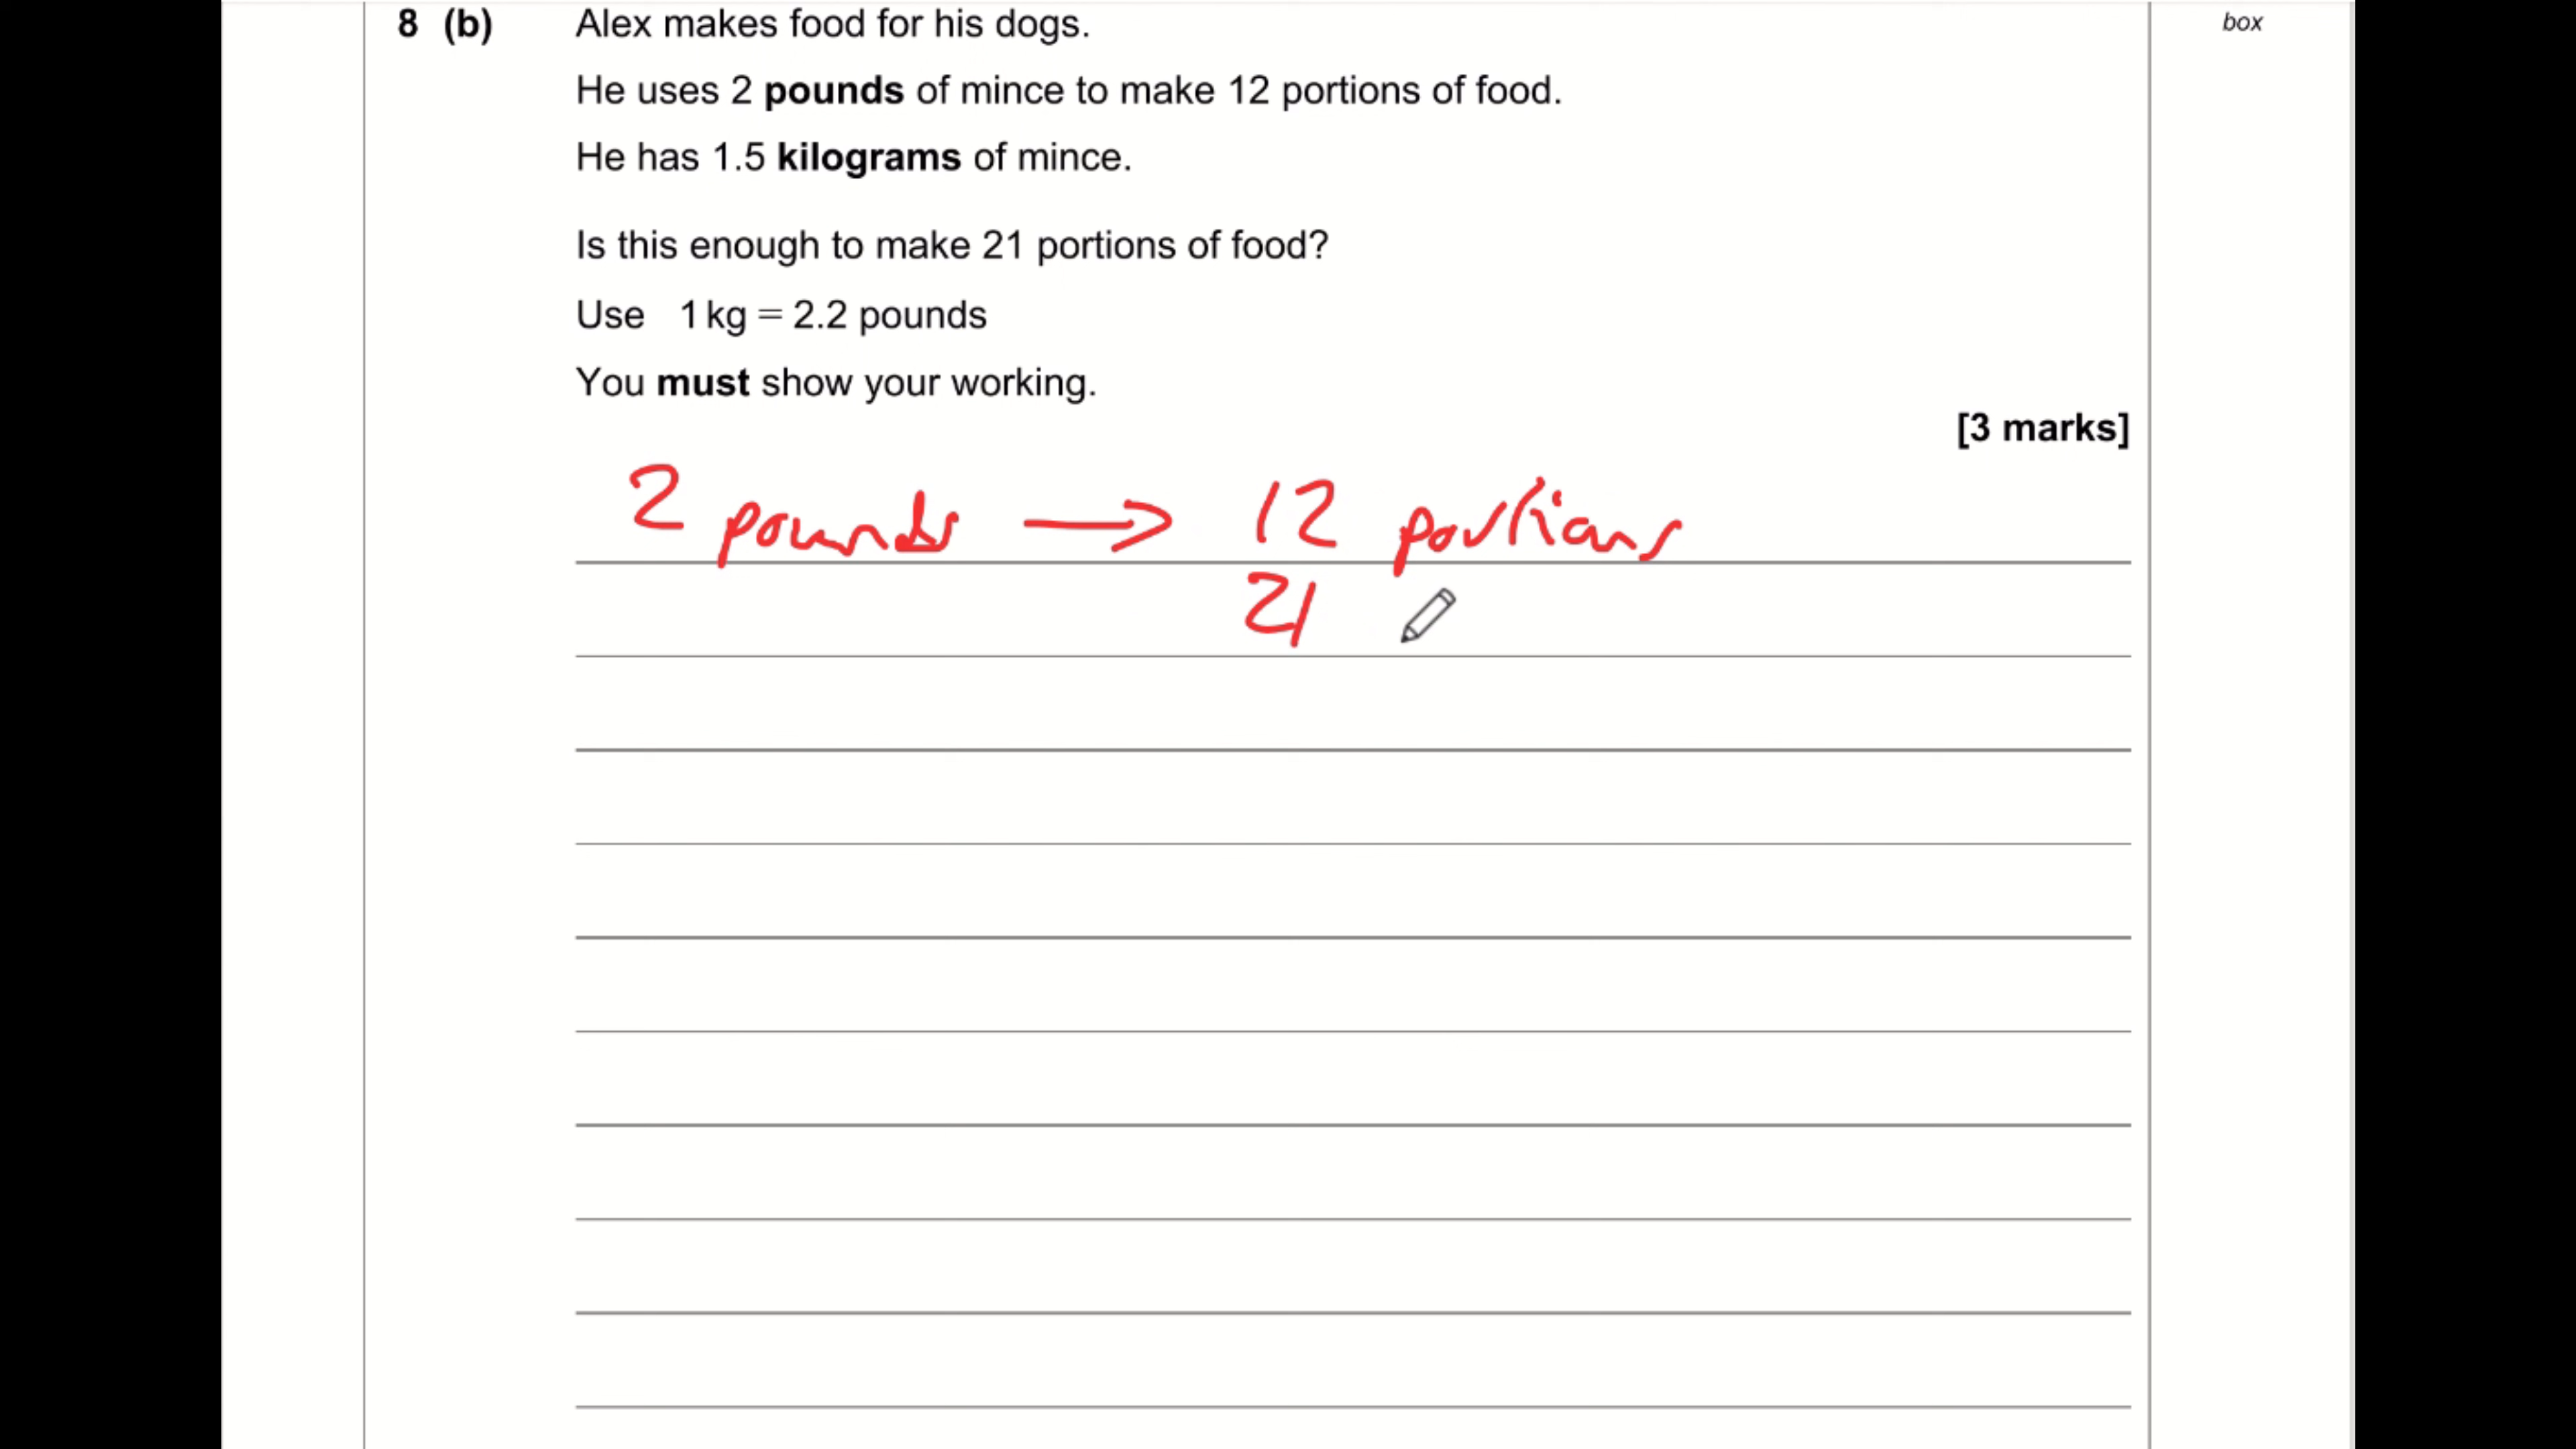 8 (b) Alex makes food for his dogs.
box
He uses 2 pounds of mince to make 12 portions of food.
He has 1.5 kilograms of mince.
Is this enough to make 21 portions of food?
Use 1 kg = 2.2 pounds
You must show your working.
[3 marks]
2 pounds → 12 portions
21